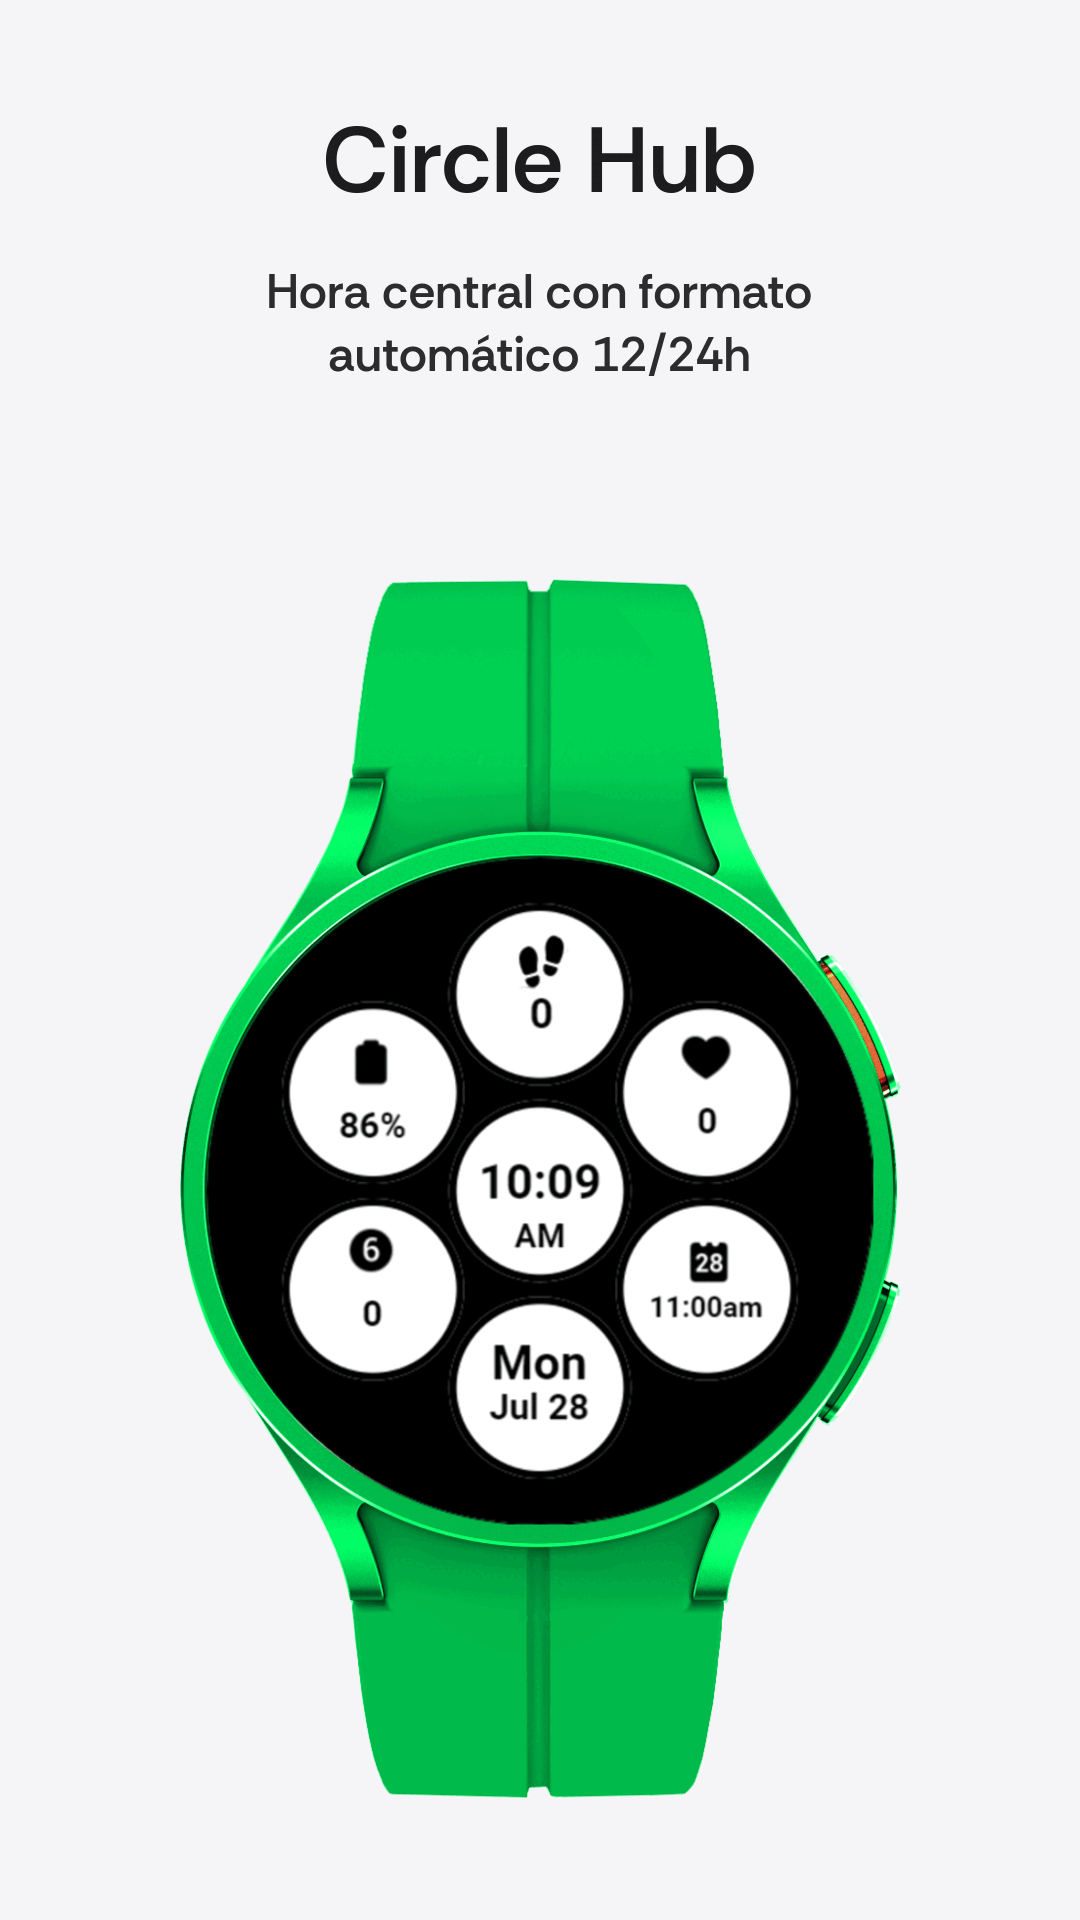 Circle Hub
Hora central con formato
automático 12/24h
0
86%
0
10:09
AM
6
0
28
11:00am
Mon
Jul 28